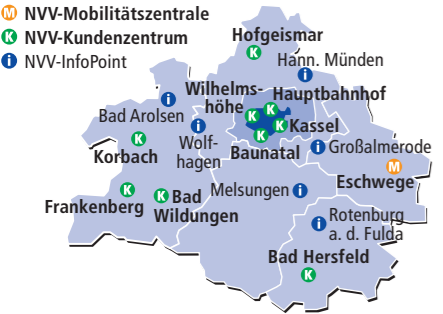 M NVV-Mobilitätszentrale
K NVV-Kundenzentrum
i NVV-InfoPoint
Hofgeismar
K
Hann. Münden
i
Wilhelms-
höhe
Hauptbahnhof
K K
K Kassel
K
Baunatal
i
Bad Arolsen
i
Wolf-
hagen
K
Korbach
i Großalmerode
M
Eschwege
K
Frankenberg
K Bad
Wildungen
Melsungen i
i Rotenburg
a. d. Fulda
Bad Hersfeld
K